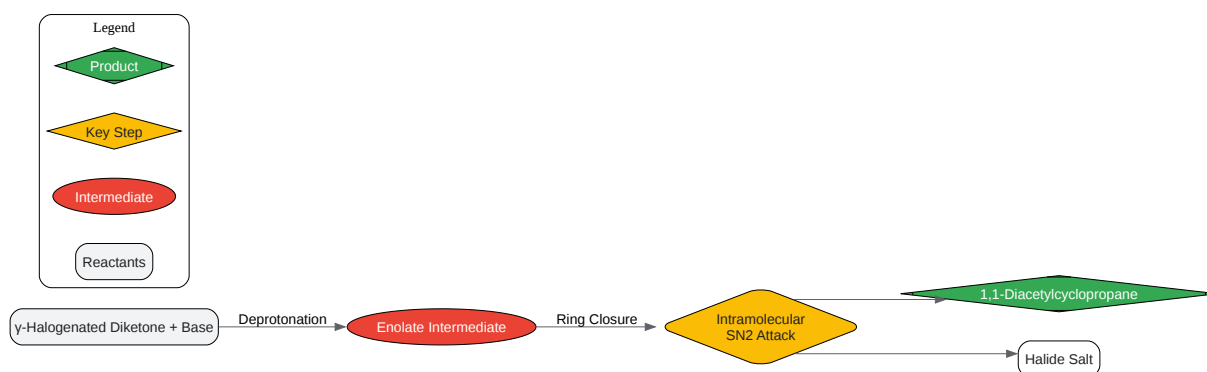 Legend
Product
Key Step
Intermediate
Reactants
γ-Halogenated Diketone + Base
Deprotonation
Enolate Intermediate
Ring Closure
Intramolecular
SN2 Attack
1,1-Diacetylcyclopropane
Halide Salt